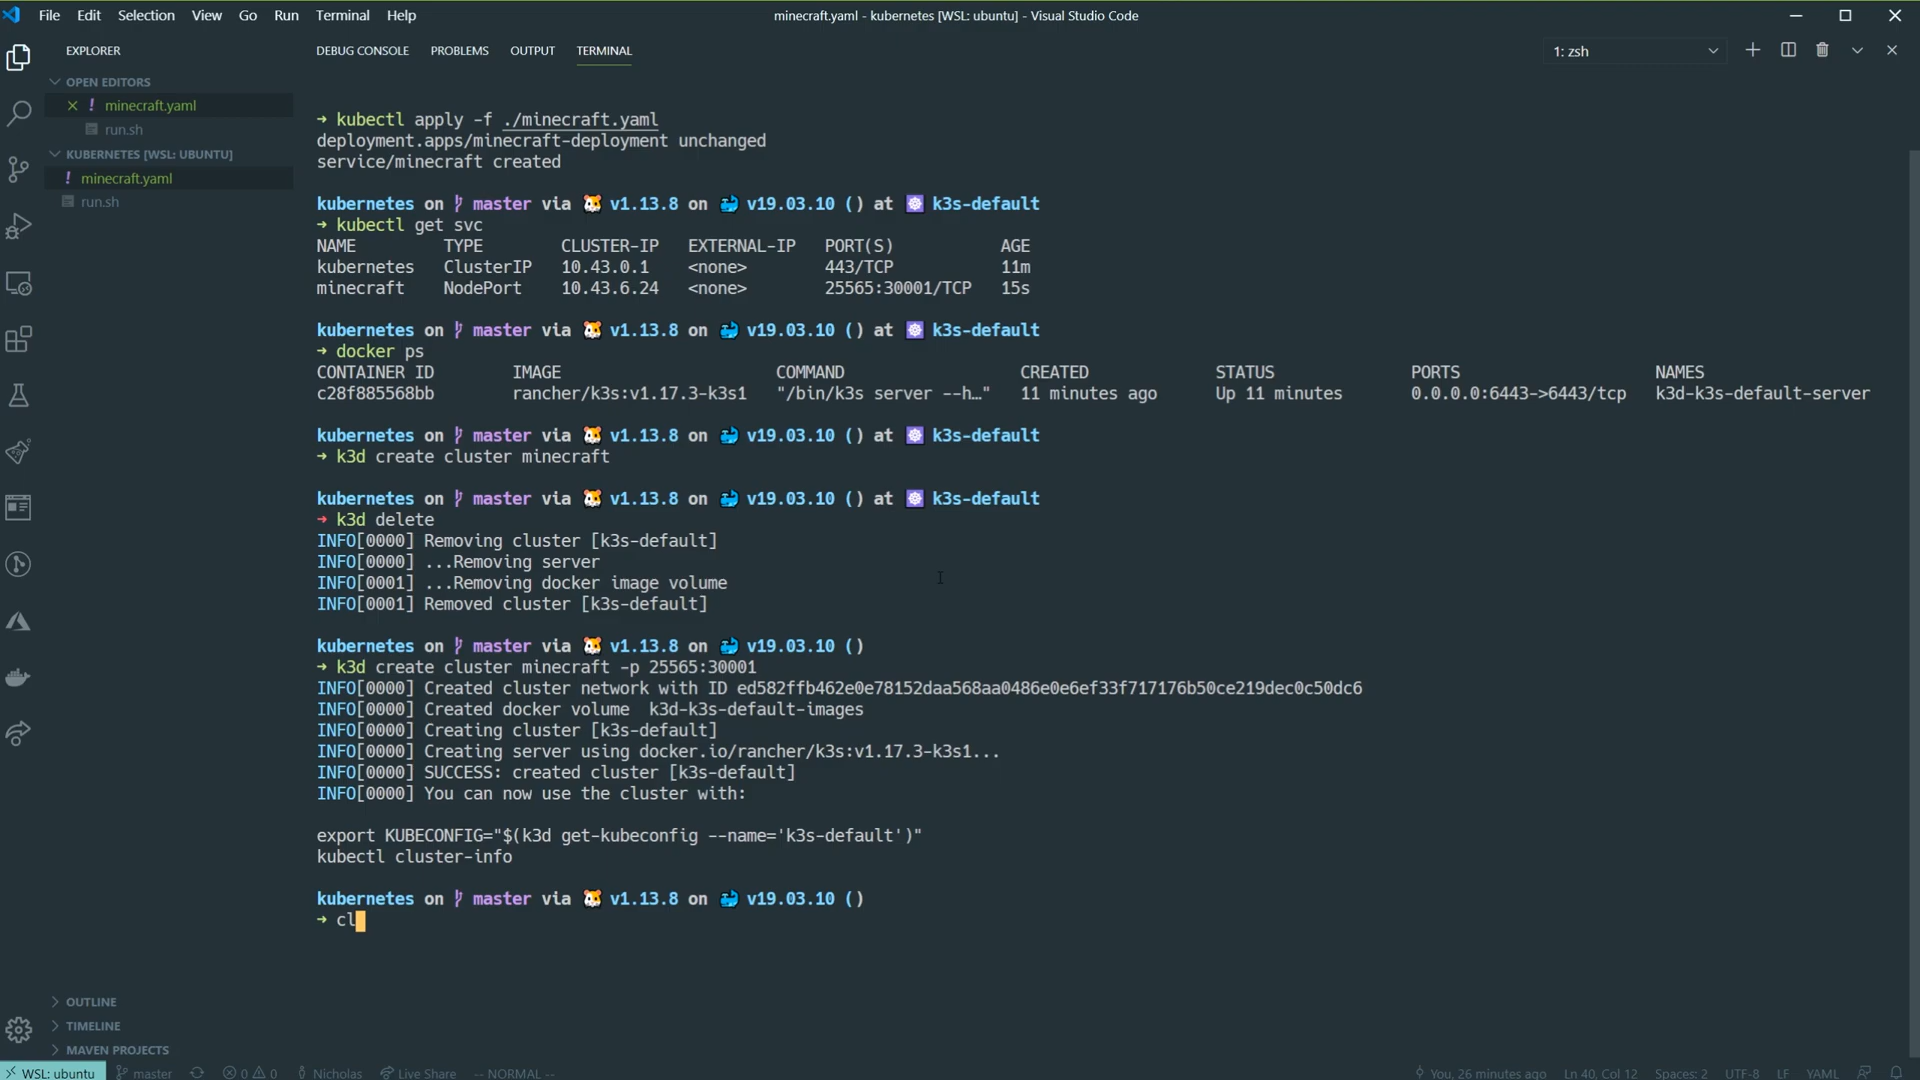 File Edit Selection View Go Run Terminal Help
minecraft.yaml - kubernetes [WSL: ubuntu] - Visual Studio Code
EXPLORER
OPEN EDITORS
! minecraft.yaml
run.sh
KUBERNETES [WSL: UBUNTU]
! minecraft.yaml
run.sh
OUTLINE
TIMELINE
MAVEN PROJECTS
DEBUG CONSOLE PROBLEMS OUTPUT TERMINAL
1: zsh
➜ kubectl apply -f ./minecraft.yaml
deployment.apps/minecraft-deployment unchanged
service/minecraft created
kubernetes on master via 🐹 v1.13.8 on 🐳 v19.03.10 () at ☸ k3s-default
➜ kubectl get svc
NAME TYPE CLUSTER-IP EXTERNAL-IP PORT(S) AGE
kubernetes ClusterIP 10.43.0.1 <none> 443/TCP 11m
minecraft NodePort 10.43.6.24 <none> 25565:30001/TCP 15s
kubernetes on master via 🐹 v1.13.8 on 🐳 v19.03.10 () at ☸ k3s-default
➜ docker ps
CONTAINER ID IMAGE COMMAND CREATED STATUS PORTS NAMES
c28f885568bb rancher/k3s:v1.17.3-k3s1 "/bin/k3s server --h…" 11 minutes ago Up 11 minutes 0.0.0.0:6443->6443/tcp k3d-k3s-default-server
kubernetes on master via 🐹 v1.13.8 on 🐳 v19.03.10 () at ☸ k3s-default
➜ k3d create cluster minecraft
kubernetes on master via 🐹 v1.13.8 on 🐳 v19.03.10 () at ☸ k3s-default
➜ k3d delete
INFO[0000] Removing cluster [k3s-default]
INFO[0000] ...Removing server
INFO[0001] ...Removing docker image volume
INFO[0001] Removed cluster [k3s-default]
kubernetes on master via 🐹 v1.13.8 on 🐳 v19.03.10 ()
➜ k3d create cluster minecraft -p 25565:30001
INFO[0000] Created cluster network with ID ed582ffb462e0e78152daa568aa0486e0e6ef33f717176b50ce219dec0c50dc6
INFO[0000] Created docker volume  k3d-k3s-default-images
INFO[0000] Creating cluster [k3s-default]
INFO[0000] Creating server using docker.io/rancher/k3s:v1.17.3-k3s1...
INFO[0000] SUCCESS: created cluster [k3s-default]
INFO[0000] You can now use the cluster with:
export KUBECONFIG="$(k3d get-kubeconfig --name='k3s-default')"
kubectl cluster-info
kubernetes on master via 🐹 v1.13.8 on 🐳 v19.03.10 ()
➜ cl
WSL: ubuntu master 0 0 Nicholas Live Share -- NORMAL -- You, 26 minutes ago Ln 40, Col 12 Spaces: 2 UTF-8 LF YAML